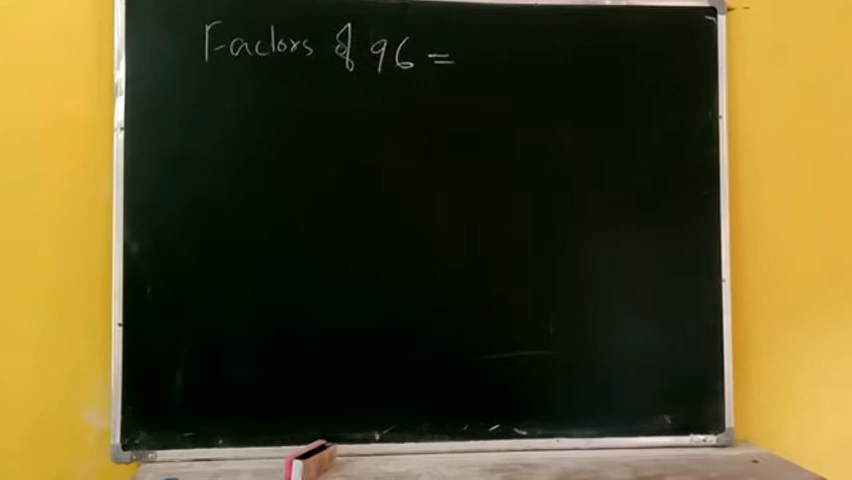 Factors of 96 =